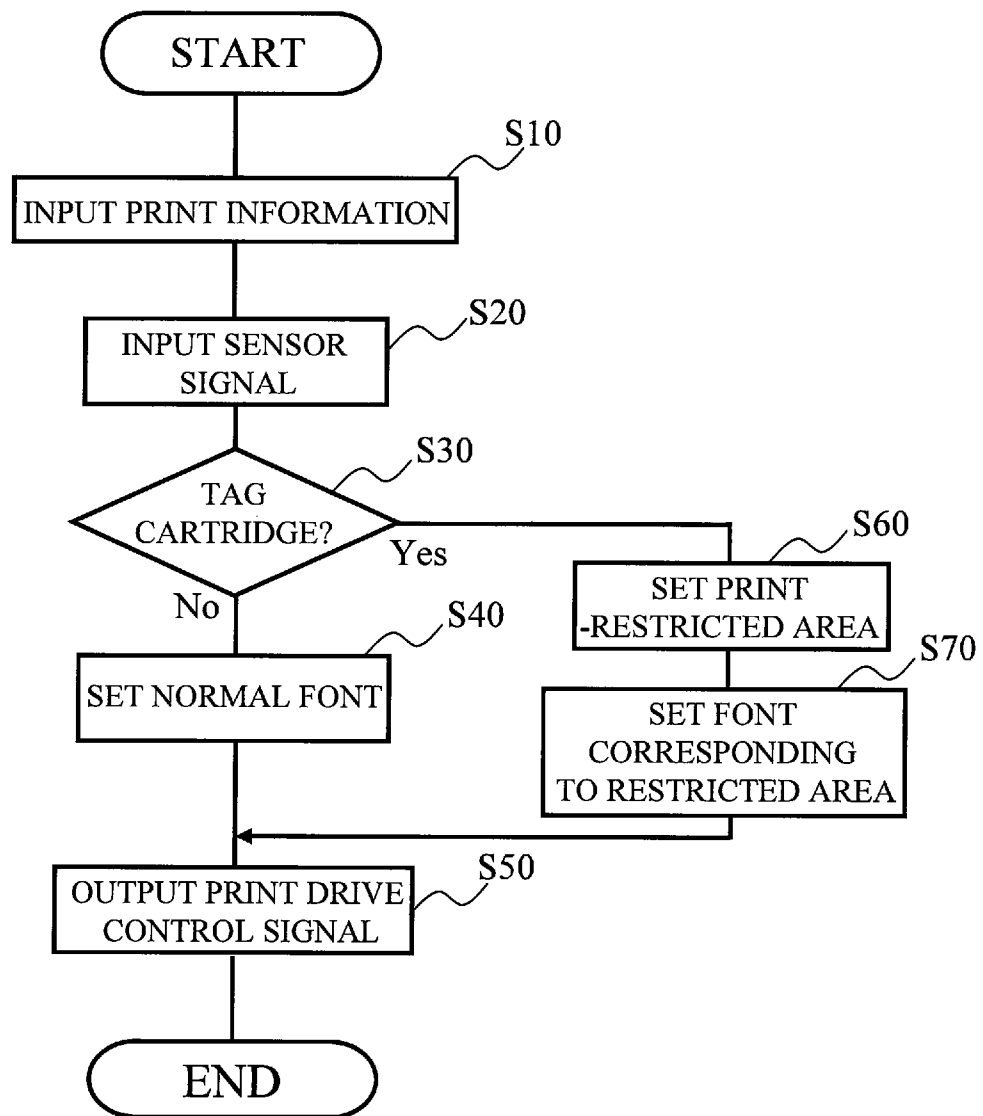 START
S10
INPUT PRINT INFORMATION
S20
INPUT SENSOR
SIGNAL
S30
TAG
CARTRIDGE?
Yes
No
S60
SET PRINT
-RESTRICTED AREA
S40
SET NORMAL FONT
S70
SET FONT
CORRESPONDING
TO RESTRICTED AREA
S50
OUTPUT PRINT DRIVE
CONTROL SIGNAL
END